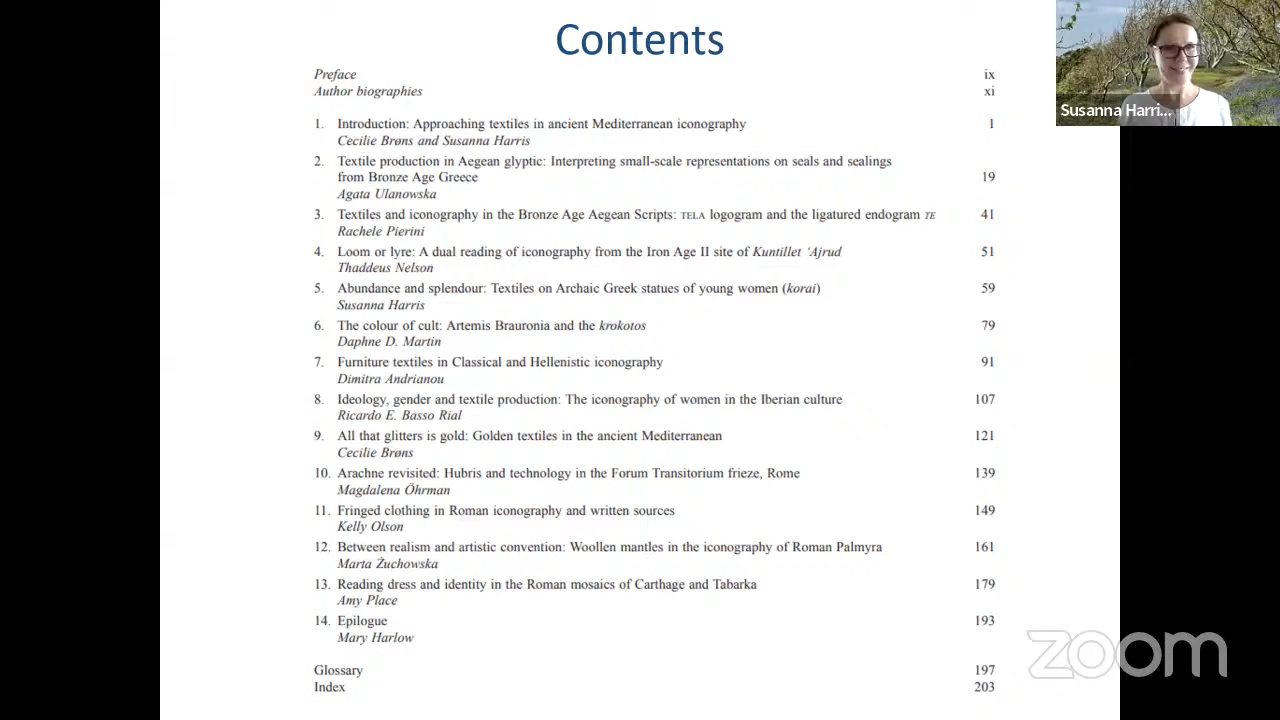 Contents
Preface ix
Author biographies xi
1. Introduction: Approaching textiles in ancient Mediterranean iconography 1
Cecilie Brøns and Susanna Harris
2. Textile production in Aegean glyptic: Interpreting small-scale representations on seals and sealings
from Bronze Age Greece 19
Agata Ulanowska
3. Textiles and iconography in the Bronze Age Aegean Scripts: TELA logogram and the ligatured endogram TE 41
Rachele Pierini
4. Loom or lyre: A dual reading of iconography from the Iron Age II site of Kuntillet ‘Ajrud 51
Thaddeus Nelson
5. Abundance and splendour: Textiles on Archaic Greek statues of young women (korai) 59
Susanna Harris
6. The colour of cult: Artemis Brauronia and the krokotos 79
Daphne D. Martin
7. Furniture textiles in Classical and Hellenistic iconography 91
Dimitra Andrianou
8. Ideology, gender and textile production: The iconography of women in the Iberian culture 107
Ricardo E. Basso Rial
9. All that glitters is gold: Golden textiles in the ancient Mediterranean 121
Cecilie Brøns
10. Arachne revisited: Hubris and technology in the Forum Transitorium frieze, Rome 139
Magdalena Öhrman
11. Fringed clothing in Roman iconography and written sources 149
Kelly Olson
12. Between realism and artistic convention: Woollen mantles in the iconography of Roman Palmyra 161
Marta Żuchowska
13. Reading dress and identity in the Roman mosaics of Carthage and Tabarka 179
Amy Place
14. Epilogue 193
Mary Harlow
Glossary 197
Index 203
Susanna Harri...
zoom